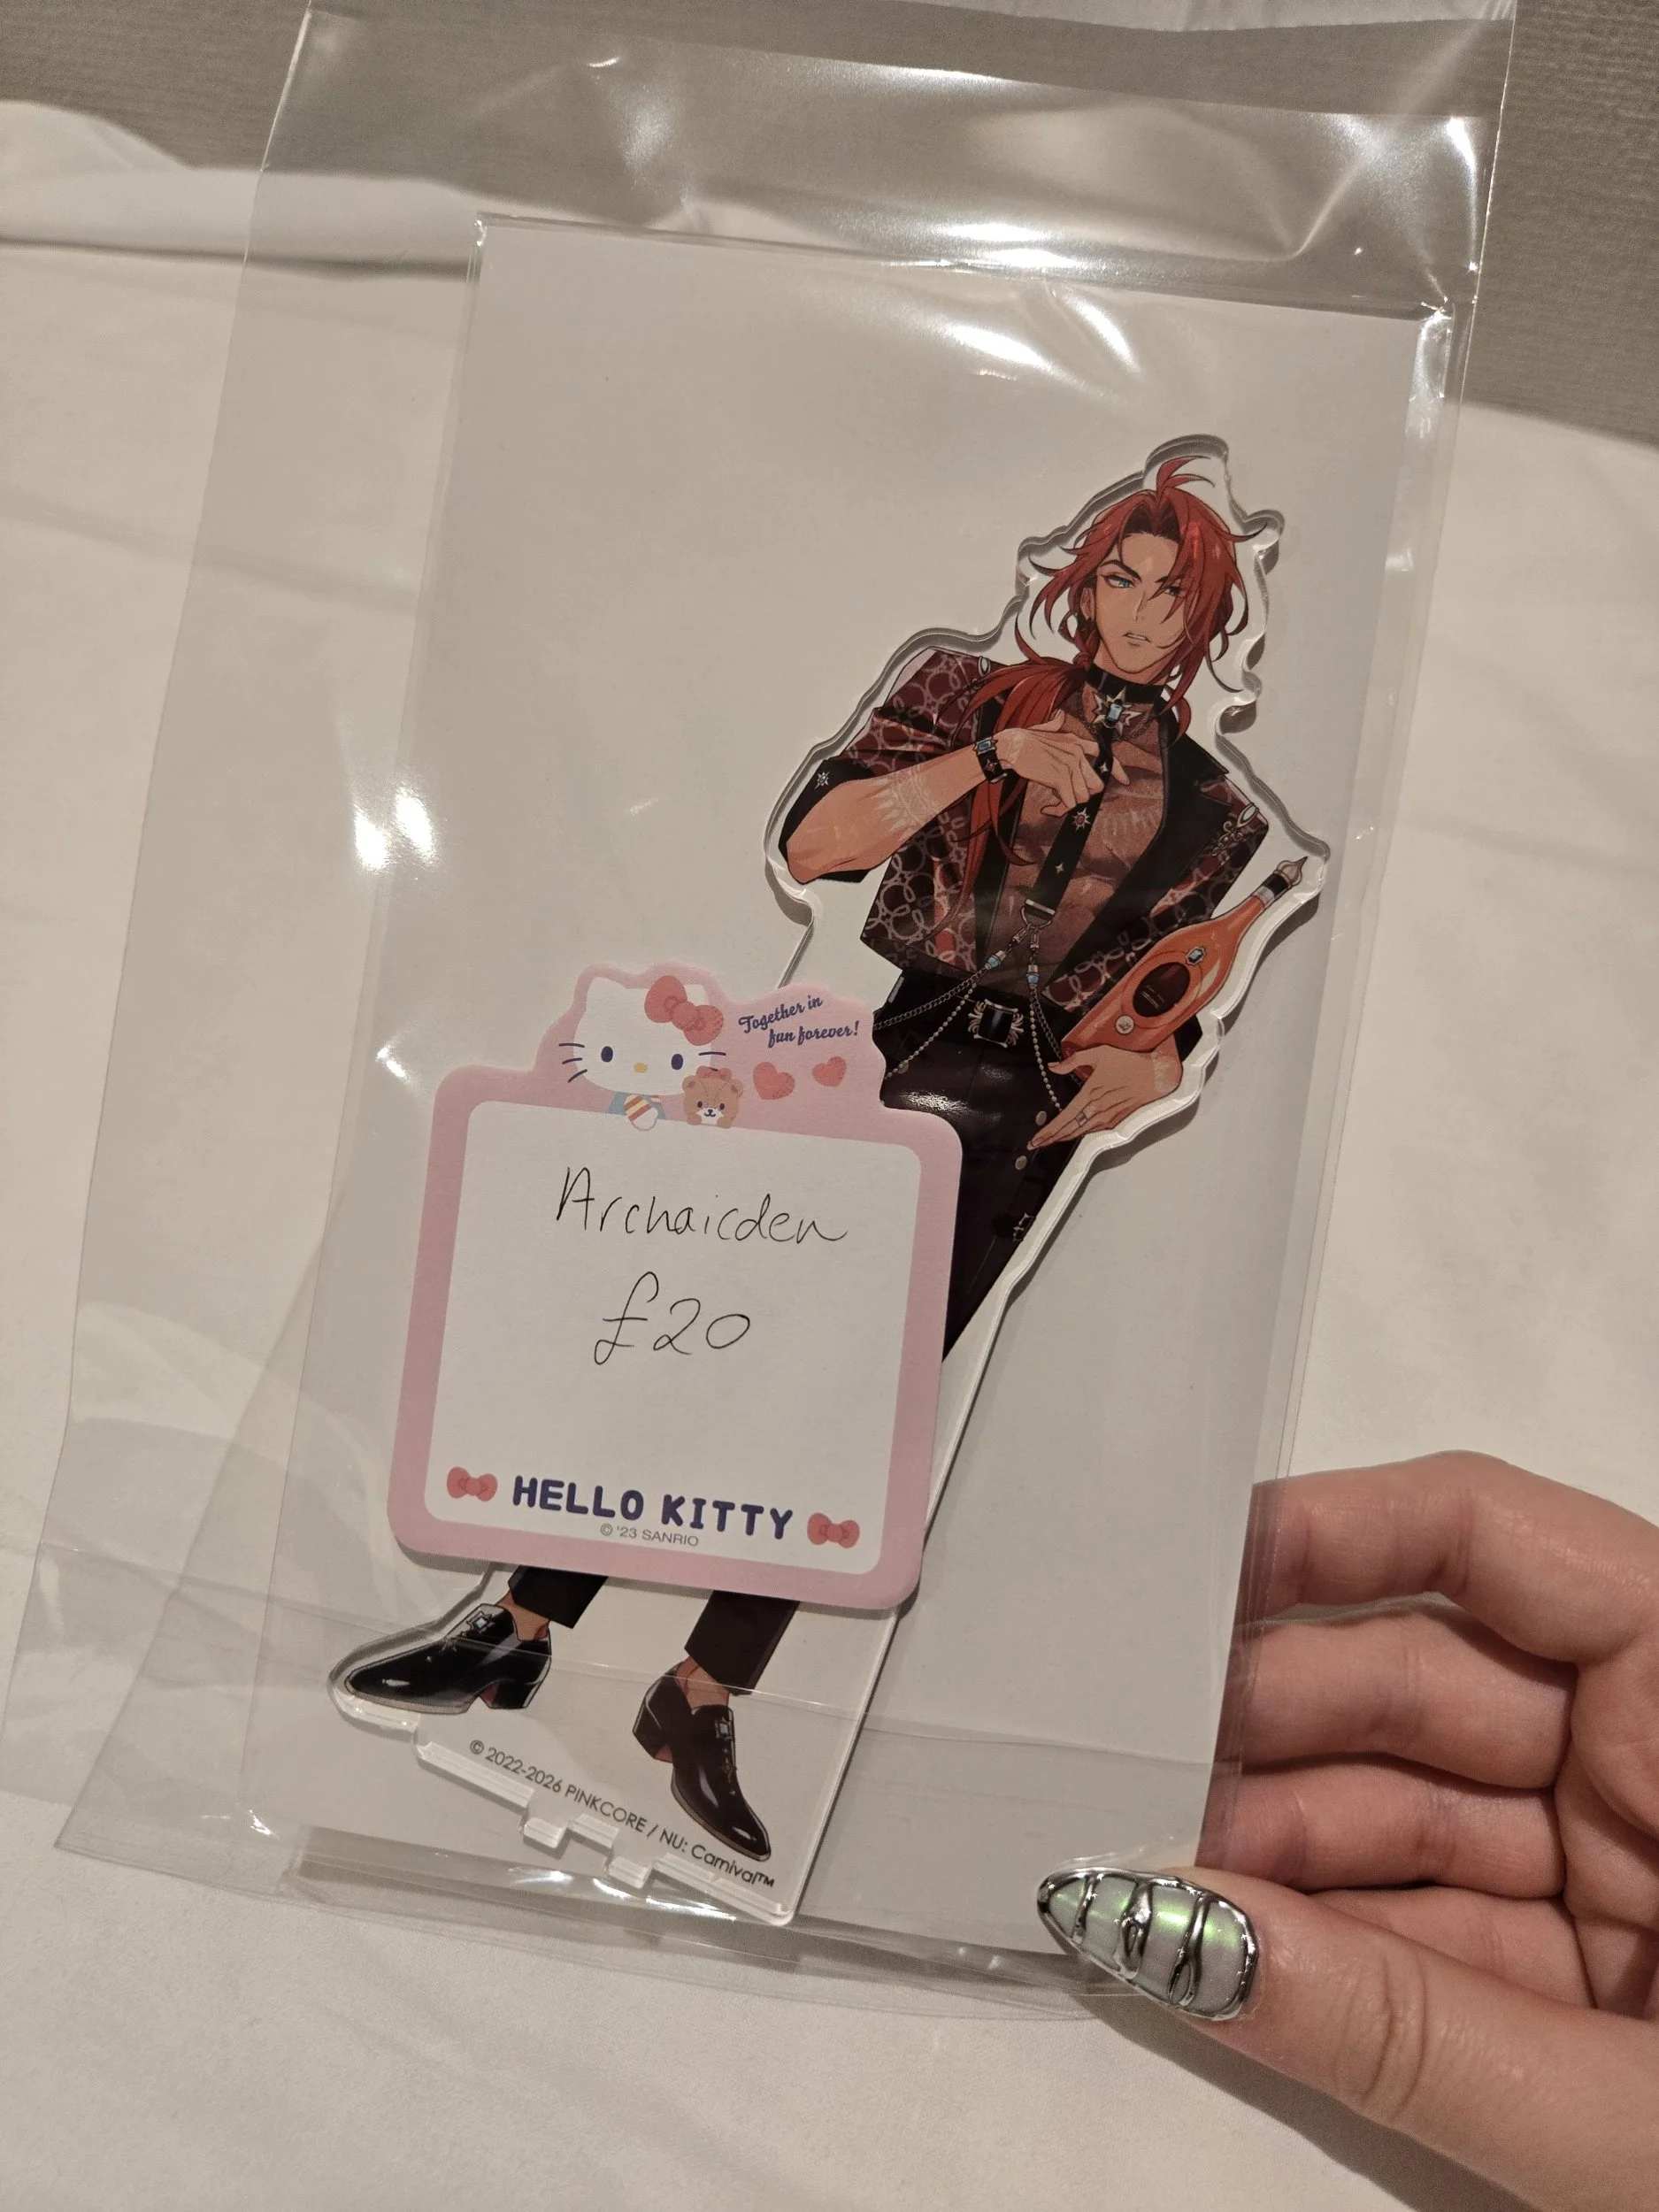 Together in
fun forever!
Archaicden
£20
HELLO KITTY
© '23 SANRIO
© 2022-2026 PINKCORE / NU: Carnival™